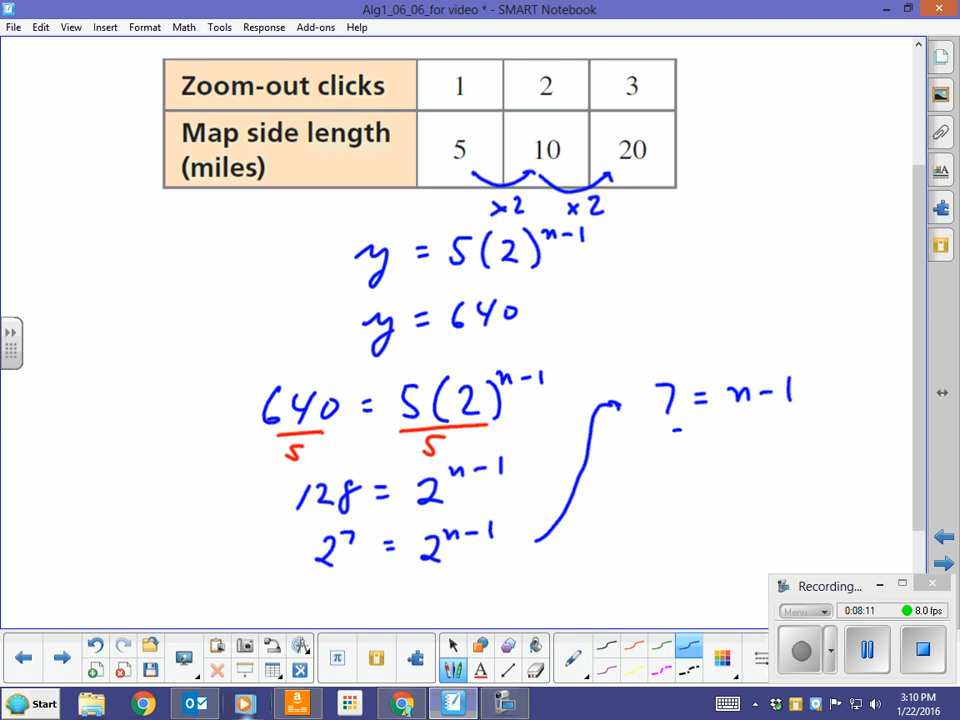 Alg1_06_06_for video * - SMART Notebook
File Edit View Insert Format Math Tools Response Add-ons Help
Zoom-out clicks 1 2 3
Map side length (miles) 5 10 20
×2 ×2
y = 5(2)^{n-1}
y = 640
640 = 5(2)^{n-1}
5 5
128 = 2^{n-1}
2^7 = 2^{n-1}
7 = n-1
Recording...
Menu 0:08:11 8.0 fps
π A
Start
3:10 PM
1/22/2016